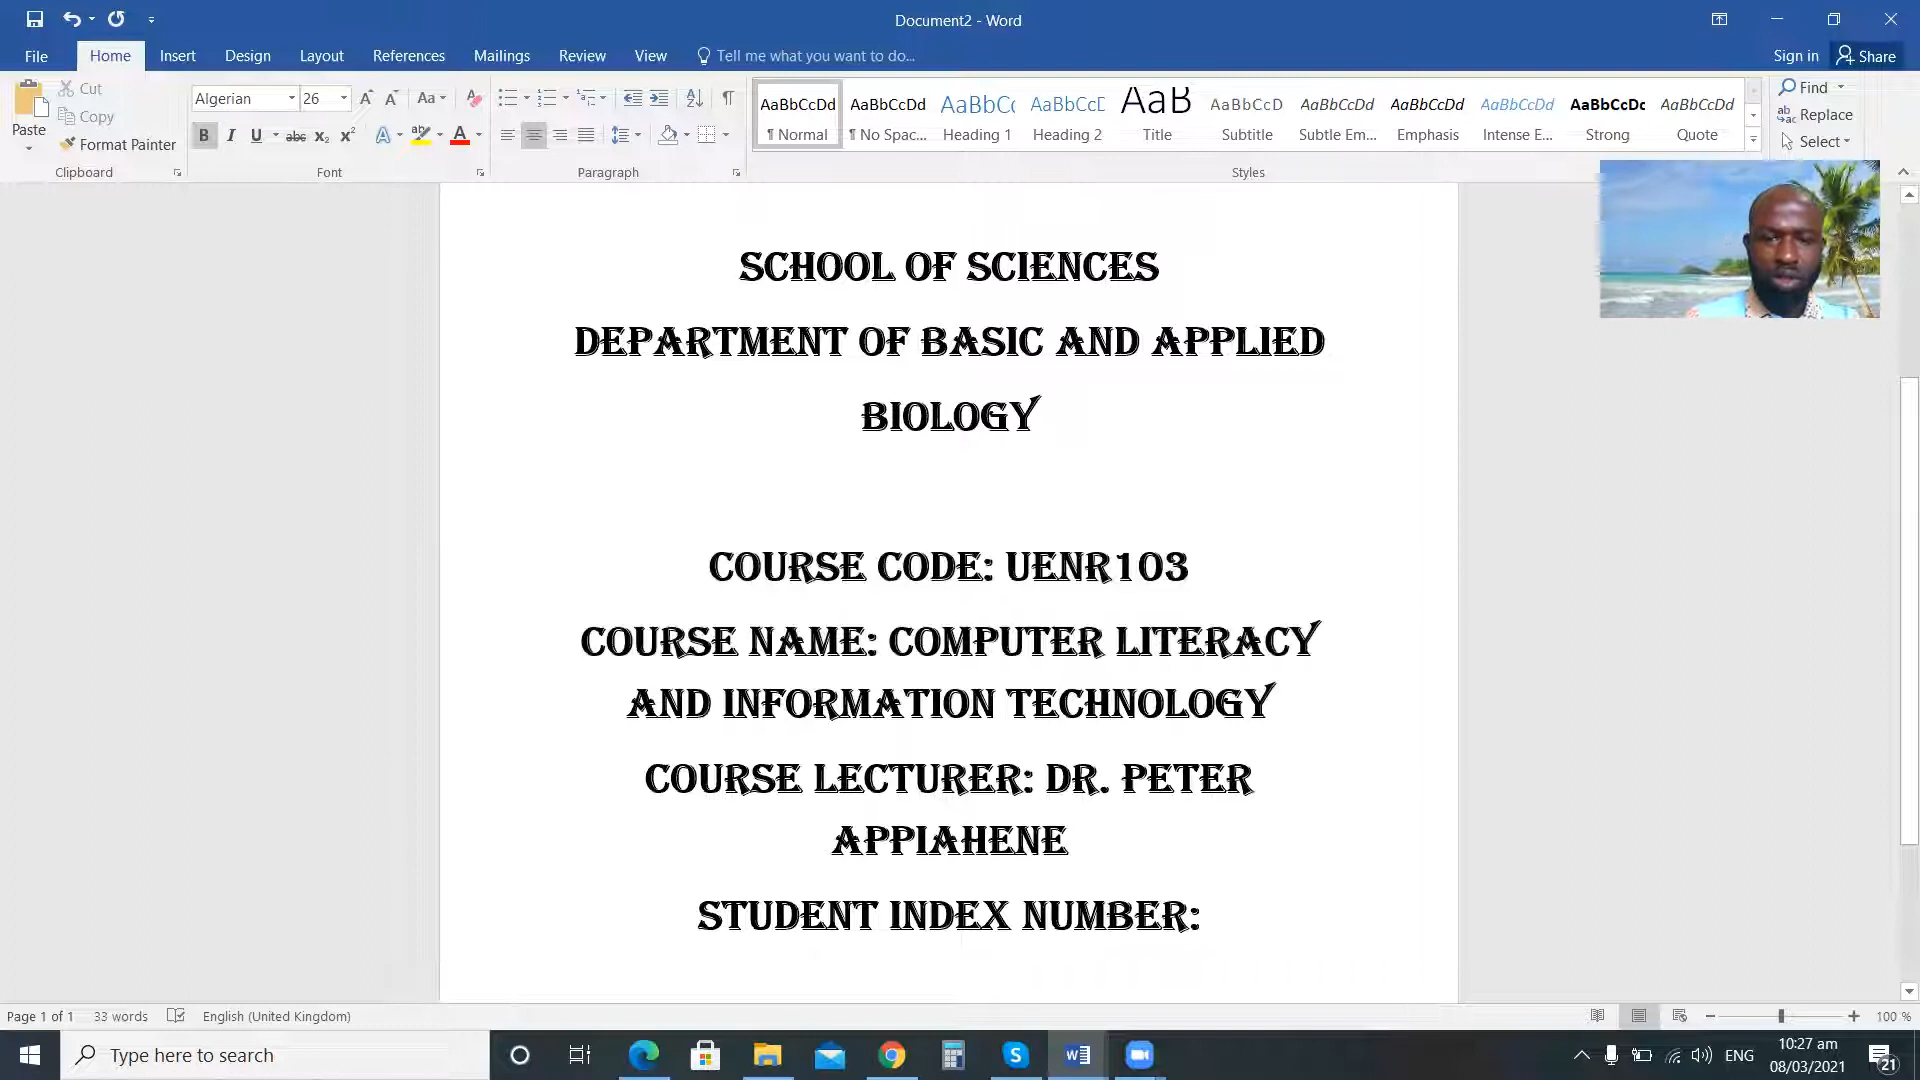 Document2 - Word
File Home Insert Design Layout References Mailings Review View Tell me what you want to do... Sign in Share
Paste Cut Copy Format Painter
Clipboard
Algerian 26
Font
Paragraph
AaBbCcDd AaBbCcDd AaBbC( AaBbCcE AaB AaBbCcD AaBbCcDd AaBbCcDd AaBbCcDd AaBbCcDc AaBbCcDd
¶ Normal ¶ No Spac... Heading 1 Heading 2 Title Subtitle Subtle Em... Emphasis Intense E... Strong Quote
Styles
Find
Replace
Select
SCHOOL OF SCIENCES
DEPARTMENT OF BASIC AND APPLIED
BIOLOGY
COURSE CODE: UENR103
COURSE NAME: COMPUTER LITERACY
AND INFORMATION TECHNOLOGY
COURSE LECTURER: DR. PETER
APPIAHENE
STUDENT INDEX NUMBER:
Page 1 of 1 33 words English (United Kingdom) 100 %
Type here to search
ENG
10:27 am
08/03/2021
21